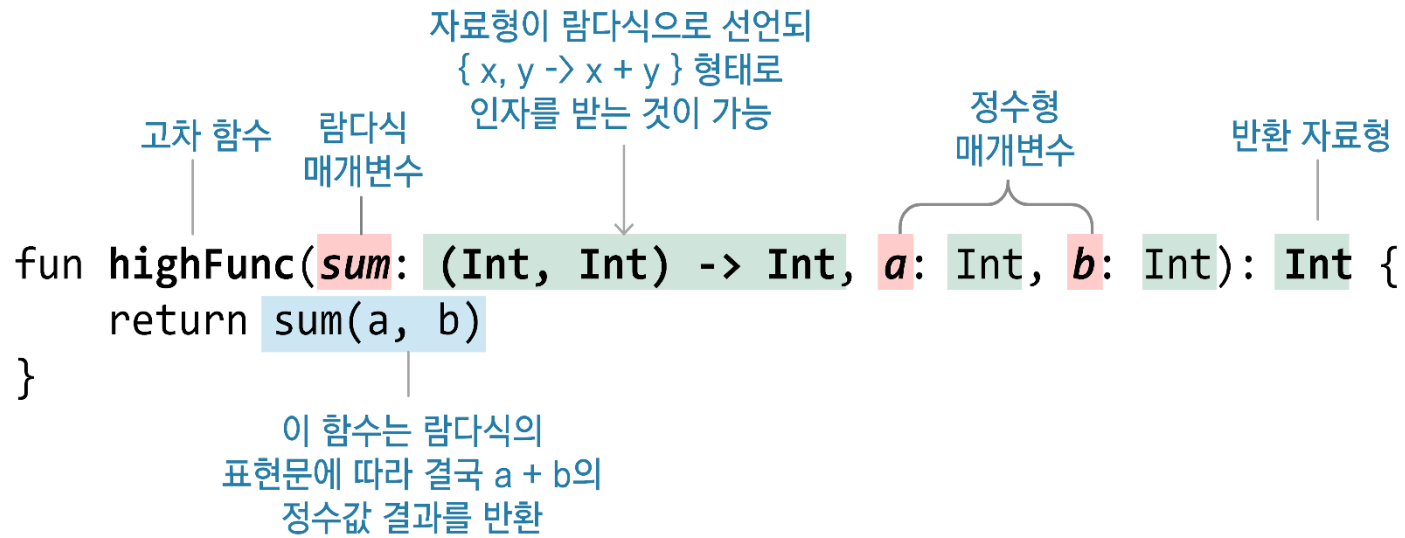 자료형이 람다식으로 선언되
{ x, y -> x + y } 형태로
인자를 받는 것이 가능
고차 함수
람다식
매개변수
정수형
매개변수
반환 자료형
fun highFunc(sum: (Int, Int) -> Int, a: Int, b: Int): Int {
    return sum(a, b)
}
이 함수는 람다식의
표현문에 따라 결국 a + b의
정수값 결과를 반환